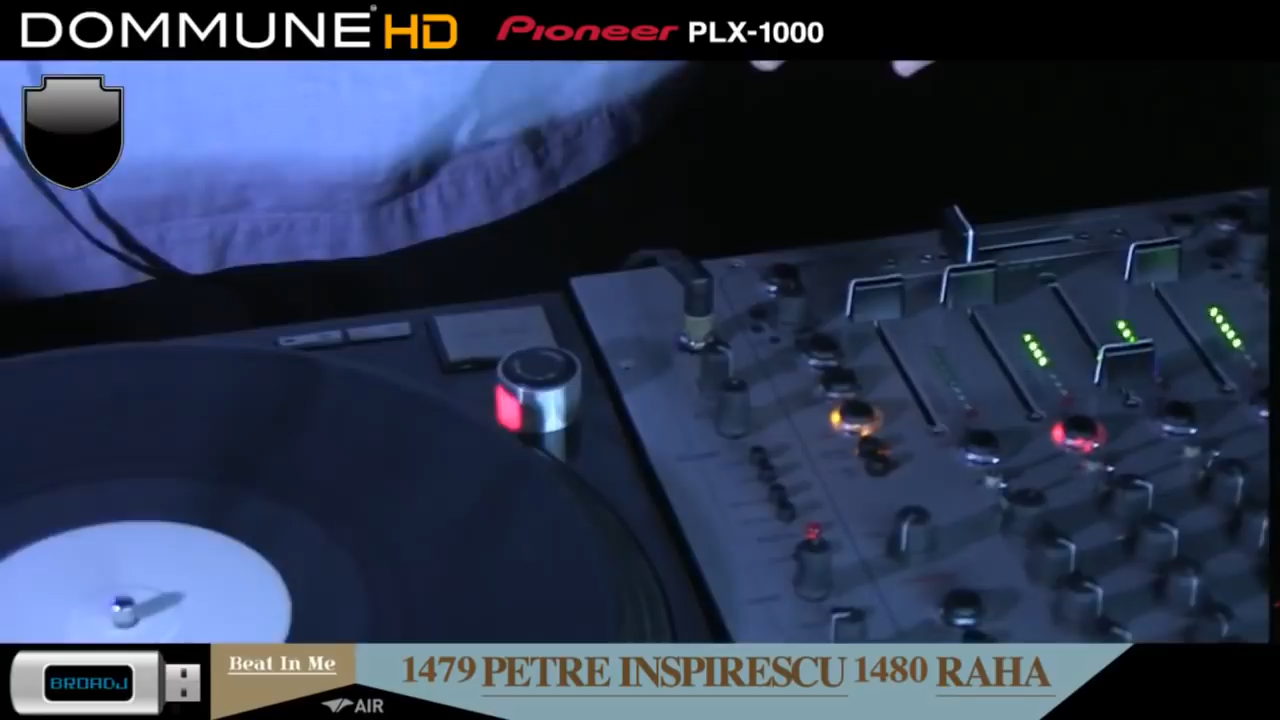 DOMMUNE HD Pioneer PLX-1000
BROADJ
Beat In Me
AIR
1479 PETRE INSPIRESCU 1480 RAHA